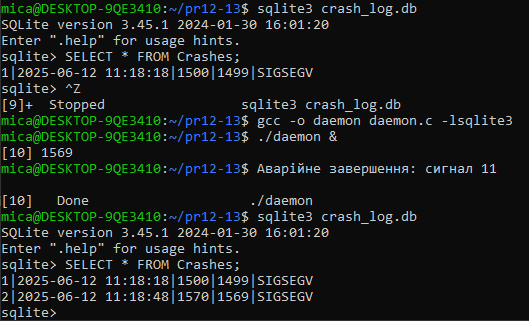 mica@DESKTOP-9QE3410:~/pr12-13$ sqlite3 crash_log.db
SQLite version 3.45.1 2024-01-30 16:01:20
Enter ".help" for usage hints.
sqlite> SELECT * FROM Crashes;
1|2025-06-12 11:18:18|1500|1499|SIGSEGV
sqlite> ^Z
[9]+  Stopped                 sqlite3 crash_log.db
mica@DESKTOP-9QE3410:~/pr12-13$ gcc -o daemon daemon.c -lsqlite3
mica@DESKTOP-9QE3410:~/pr12-13$ ./daemon &
[10] 1569
mica@DESKTOP-9QE3410:~/pr12-13$ Аварійне завершення: сигнал 11
[10]   Done                    ./daemon
mica@DESKTOP-9QE3410:~/pr12-13$ sqlite3 crash_log.db
SQLite version 3.45.1 2024-01-30 16:01:20
Enter ".help" for usage hints.
sqlite> SELECT * FROM Crashes;
1|2025-06-12 11:18:18|1500|1499|SIGSEGV
2|2025-06-12 11:18:48|1570|1569|SIGSEGV
sqlite>